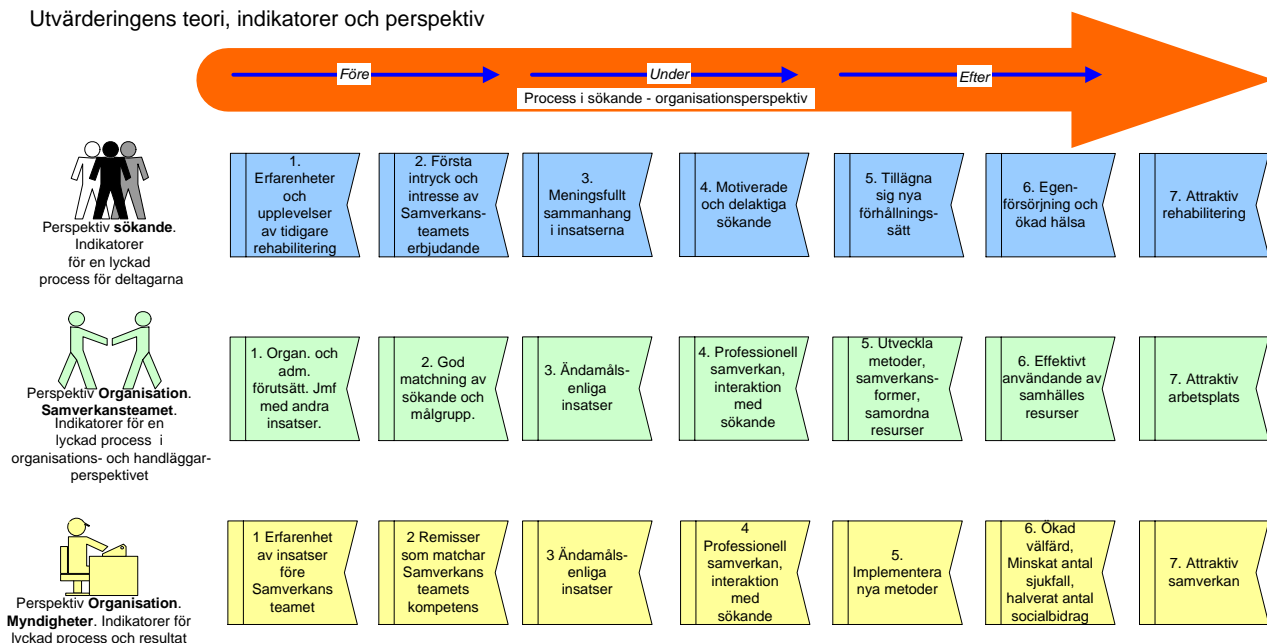 Utvärderingens teori, indikatorer och perspektiv
Före
Under
Efter
Process i sökande - organisationsperspektiv
Perspektiv sökande.
Indikatorer
för en lyckad
process för deltagarna
1.
Erfarenheter
och
upplevelser
av tidigare
rehabilitering
2. Första
intryck och
intresse av
Samverkans-
teamets
erbjudande
3.
Meningsfullt
sammanhang
i insatserna
4. Motiverade
och delaktiga
sökande
5. Tillägna
sig nya
förhållnings-
sätt
6. Egen-
försörjning och
ökad hälsa
7. Attraktiv
rehabilitering
Perspektiv Organisation.
Samverkansteamet.
Indikatorer för en
lyckad process i
organisations- och handläggar-
perspektivet
1. Organ. och
adm.
förutsätt. Jmf
med andra
insatser.
2. God
matchning av
sökande och
målgrupp.
3. Ändamåls-
enliga
insatser
4. Professionell
samverkan,
interaktion
med
sökande
5. Utveckla
metoder,
samverkans-
former,
samordna
resurser
6. Effektivt
användande av
samhälles
resurser
7. Attraktiv
arbetsplats
Perspektiv Organisation.
Myndigheter. Indikatorer för
lyckad process och resultat
1 Erfarenhet
av insatser
före
Samverkans
teamet
2 Remisser
som matchar
Samverkans
teamets
kompetens
3 Ändamåls-
enliga
insatser
4
Professionell
samverkan,
interaktion
med
sökande
5.
Implementera
nya metoder
6. Ökad
välfärd,
Minskat antal
sjukfall,
halverat antal
socialbidrag
7. Attraktiv
samverkan